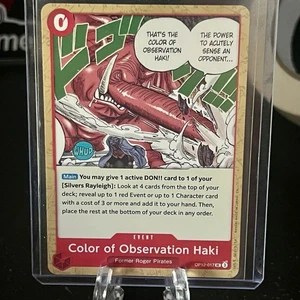 0
THAT'S THE
COLOR OF
OBSERVATION
HAKI!
THE POWER
TO ACUTELY
SENSE AN
OPPONENT...
WHUP
Main You may give 1 active DON!! card to 1 of your
[Silvers Rayleigh]: Look at 4 cards from the top of your
deck; reveal up to 1 red Event or up to 1 Character card
with a cost of 3 or more and add it to your hand. Then,
place the rest at the bottom of your deck in any order.
EVENT
Color of Observation Haki
Former Roger Pirates